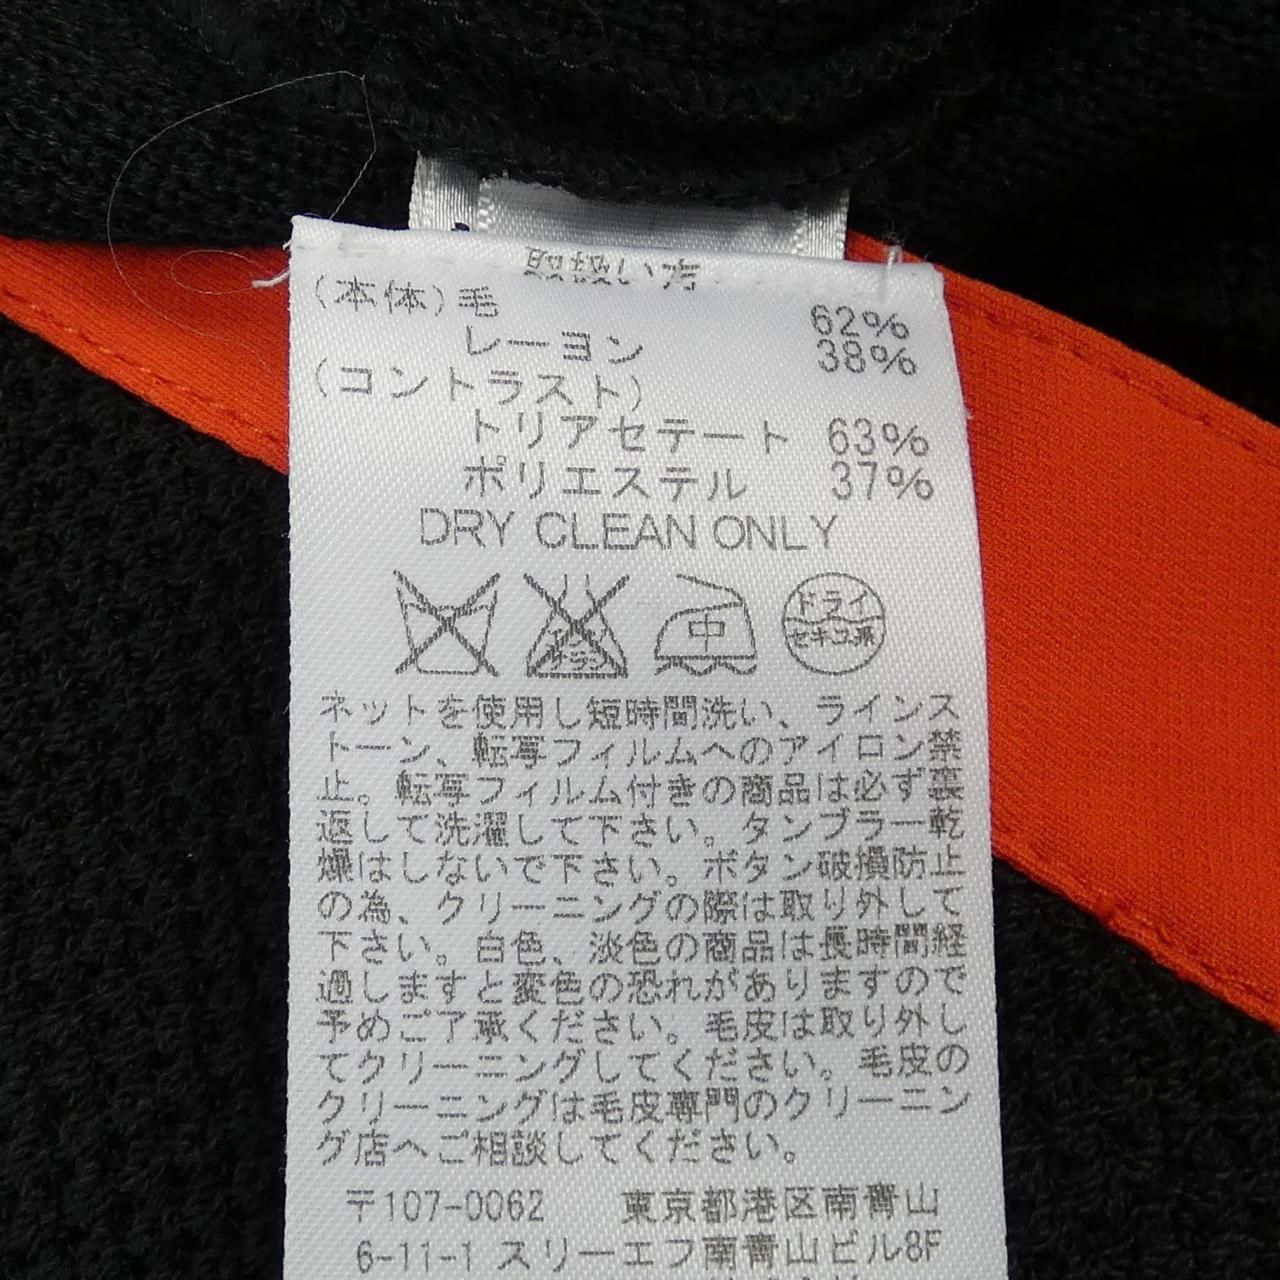 取扱い方
(本体)毛 62%
レーヨン 38%
(コントラスト)
トリアセテート 63%
ポリエステル 37%
DRY CLEAN ONLY
中
ドライ
セキユ系
ネットを使用し短時間洗い、ラインス
トーン、転写フィルムへのアイロン禁
止。転写フィルム付きの商品は必ず裏
返して洗濯して下さい。タンブラー乾
燥はしないで下さい。ボタン破損防止
の為、クリーニングの際は取り外して
下さい。白色、淡色の商品は長時間経
過しますと変色の恐れがありますので
予めご了承ください。毛皮は取り外し
てクリーニングしてください。毛皮の
クリーニングは毛皮専門のクリーニン
グ店へご相談してください。
〒107-0062 東京都港区南青山
6-11-1 スリーエフ南青山ビル8F